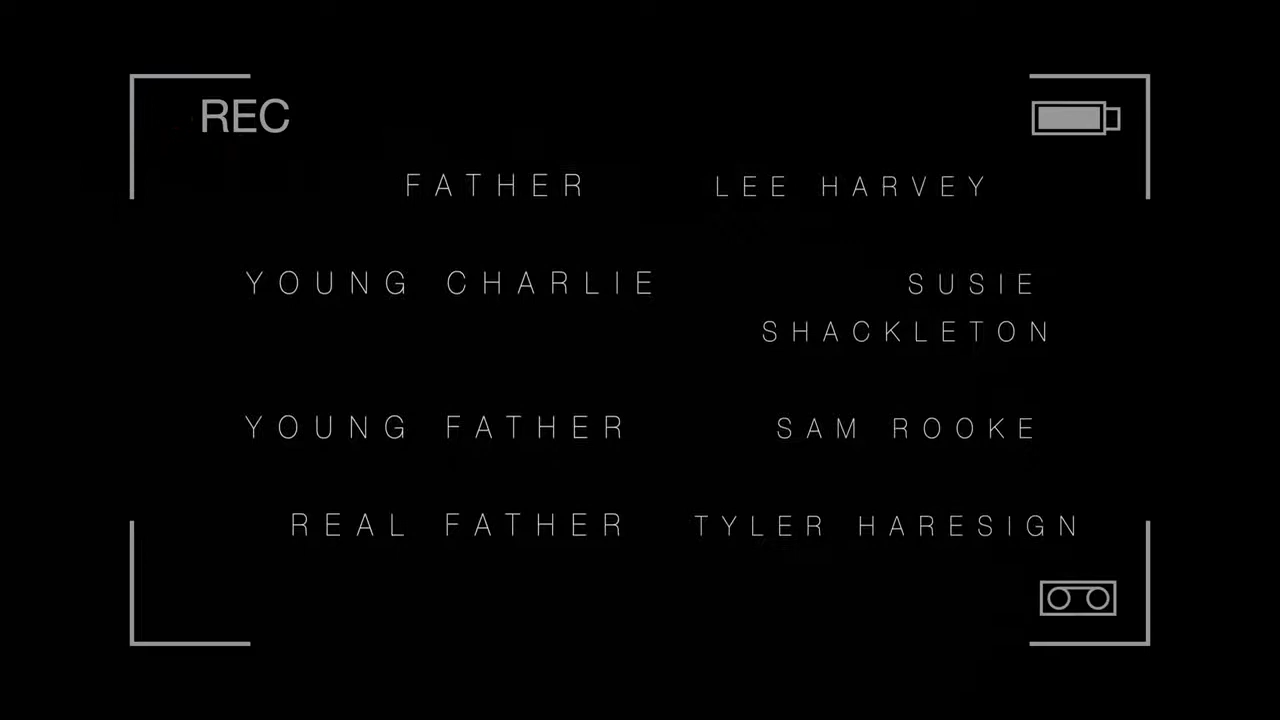 REC
FATHER LEE HARVEY
YOUNG CHARLIE SUSIE
SHACKLETON
YOUNG FATHER SAM ROOKE
REAL FATHER TYLER HARESIGN